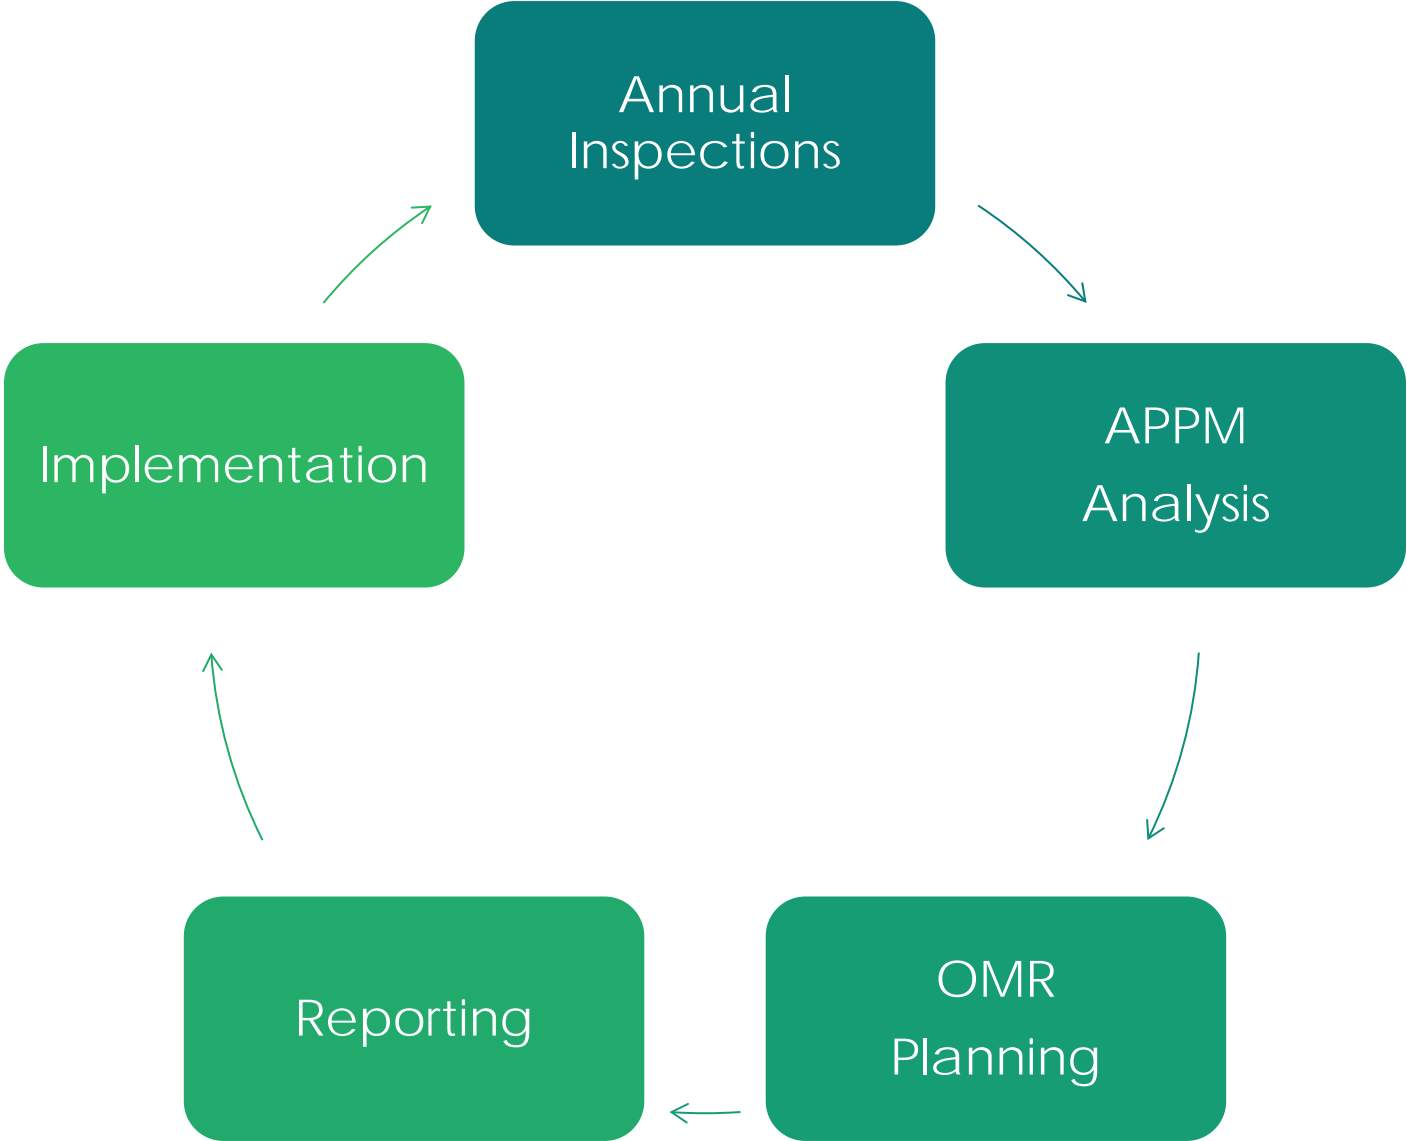 Annual
Inspections
APPM
Analysis
OMR
Planning
Reporting
Implementation